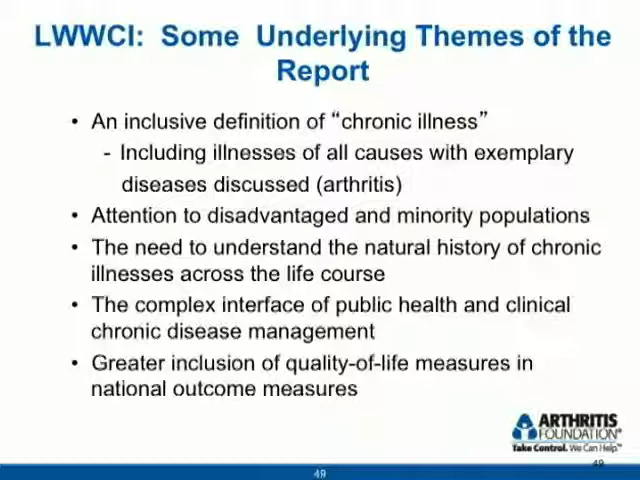 LWWCI:  Some  Underlying Themes of the
Report
• An inclusive definition of “chronic illness”
- Including illnesses of all causes with exemplary
diseases discussed (arthritis)
• Attention to disadvantaged and minority populations
• The need to understand the natural history of chronic
illnesses across the life course
• The complex interface of public health and clinical
chronic disease management
• Greater inclusion of quality-of-life measures in
national outcome measures
ARTHRITIS
FOUNDATION®
Take Control. We Can Help™
49
49